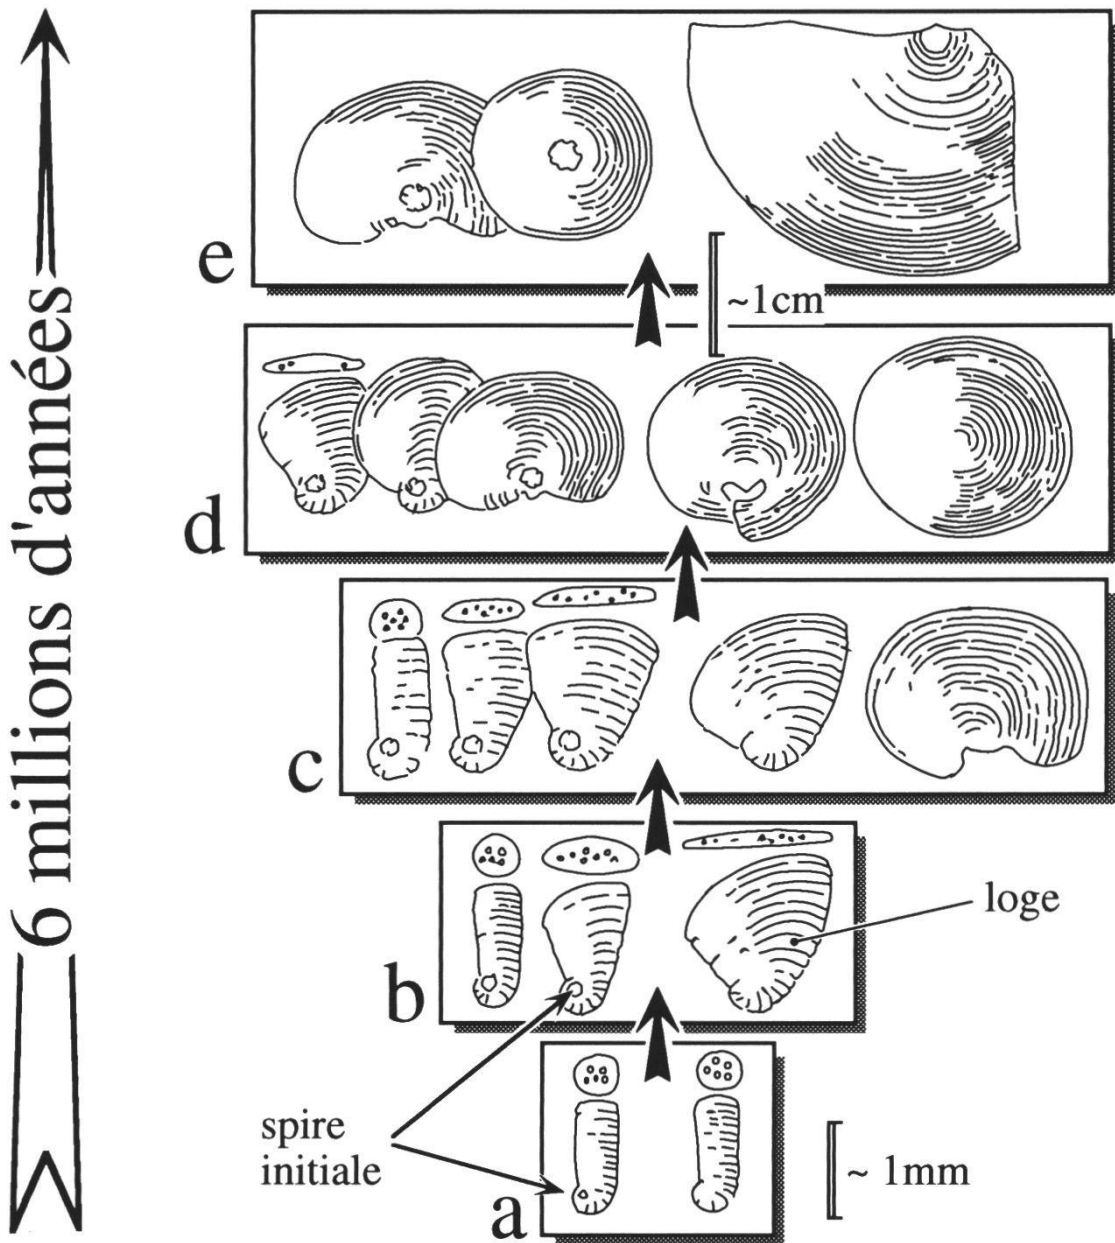 6 millions d'années
e
~1cm
d
c
loge
b
spire
initiale
~ 1mm
a